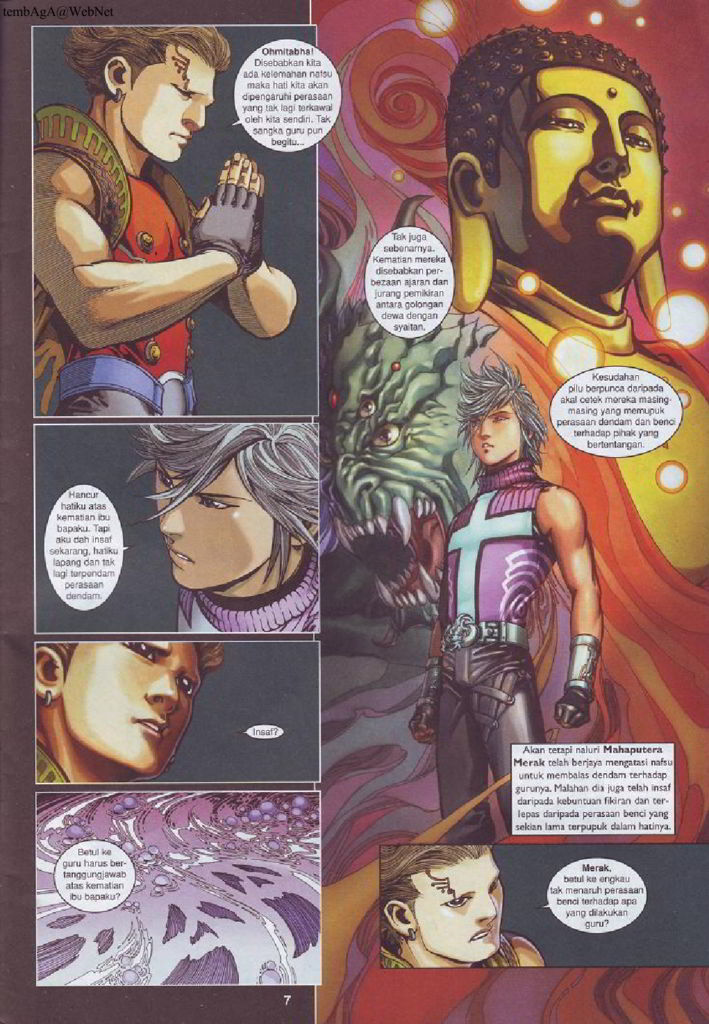 tembAgA@WebNet
Ohmitabha!
Disebabkan kita
ada kelemahan nafsu
maka hati kita akan
dipengaruhi perasaan
yang tak lagi terkawal
oleh kita sendiri. Tak
sangka guru pun
begitu...
Hancur
hatiku atas
kematian ibu
bapaku. Tapi
aku dah insaf
sekarang, hatiku
lapang dan tak
lagi terpendam
perasaan
dendam.
Insaf?
Betul ke
guru harus ber-
tanggungjawab
atas kematian
ibu bapaku?
Tak juga
sebenarnya.
Kematian mereka
disebabkan per-
bezaan ajaran dan
jurang pemikiran
antara golongan
dewa dengan
syaitan.
Kesudahan
pilu berpunca daripada
akal cetek mereka masing-
masing yang memupuk
perasaan dendam dan benci
terhadap pihak yang
bertentangan.
Akan tetapi naluri Mahaputera
Merak telah berjaya mengatasi nafsu
untuk membalas dendam terhadap
gurunya. Malahan dia juga telah insaf
daripada kebuntuan fikiran dan ter-
lepas daripada perasaan benci yang
sekian lama terpupuk dalam hatinya.
Merak,
betul ke engkau
tak menaruh perasaan
benci terhadap apa
yang dilakukan
guru?
7